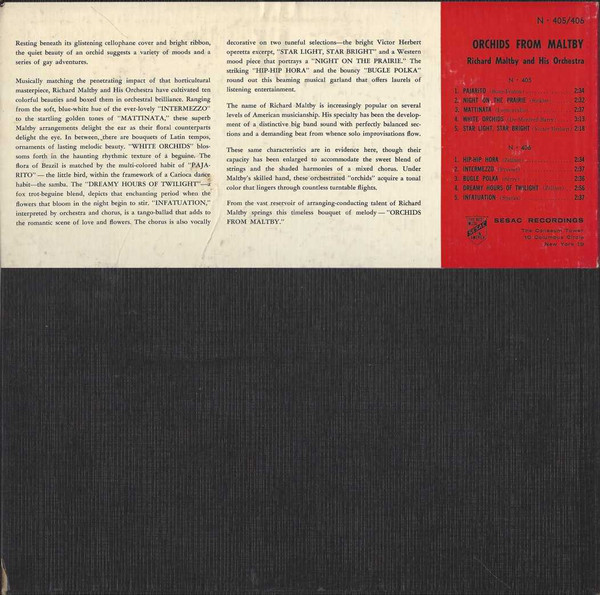 Resting beneath its glistening cellophane cover and bright ribbon,
the quiet beauty of an orchid suggests a variety of moods and a
series of gay adventures.
Musically matching the penetrating impact of that horticultural
masterpiece, Richard Maltby and His Orchestra have cultivated ten
colorful beauties and boxed them in orchestral brilliance. Ranging
from the soft, blue-white hue of the ever-lovely "INTERMEZZO"
to the startling golden tones of "MATTINATA," these superb
Maltby arrangements delight the ear as their floral counterparts
delight the eye. In between, there are bouquets of Latin tempos,
ornaments of lasting melodic beauty. "WHITE ORCHIDS" blos-
soms forth in the haunting rhythmic texture of a beguine. The
flora of Brazil is matched by the multi-colored habit of "PAJA-
RITO" — the little bird, within the framework of a Carioca dance
habit—the samba. The "DREAMY HOURS OF TWILIGHT"—a
fox trot-beguine blend, depicts that enchanting period when the
flowers that bloom in the night begin to stir. "INFATUATION,"
interpreted by orchestra and chorus, is a tango-ballad that adds to
the romantic scene of love and flowers. The chorus is also vocally
decorative on two tuneful selections—the bright Victor Herbert
operetta excerpt, "STAR LIGHT, STAR BRIGHT" and a Western
mood piece that portrays a "NIGHT ON THE PRAIRIE." The
striking "HIP-HIP HORA" and the bouncy "BUGLE POLKA"
round out this beaming musical garland that offers laurels of
listening entertainment.
The name of Richard Maltby is increasingly popular on several
levels of American musicianship. His specialty has been the develop-
ment of a distinctive big band sound with perfectly balanced sec-
tions and a demanding beat from whence solo improvisations flow.
These same characteristics are in evidence here, though their
capacity has been enlarged to accommodate the sweet blend of
strings and the shaded harmonies of a mixed chorus. Under
Maltby's skilled hand, these orchestrated "orchids" acquire a tonal
color that lingers through countless turntable flights.
From the vast reservoir of arranging-conducting talent of Richard
Maltby springs this timeless bouquet of melody — "ORCHIDS
FROM MALTBY."
N - 405/406
ORCHIDS FROM MALTBY
Richard Maltby and His Orchestra
N - 405
1. PAJARITO 2:34
2. NIGHT ON THE PRAIRIE 2:32
3. MATTINATA 2:37
4. WHITE ORCHIDS 3:13
5. STAR LIGHT, STAR BRIGHT 2:18
N - 406
1. HIP-HIP HORA 2:34
2. INTERMEZZO
3. BUGLE POLKA
4. DREAMY HOURS OF TWILIGHT
5. INFATUATION 2:37
SESAC
SESAC RECORDINGS
The Coliseum Tower
10 Columbus Circle
New York 19